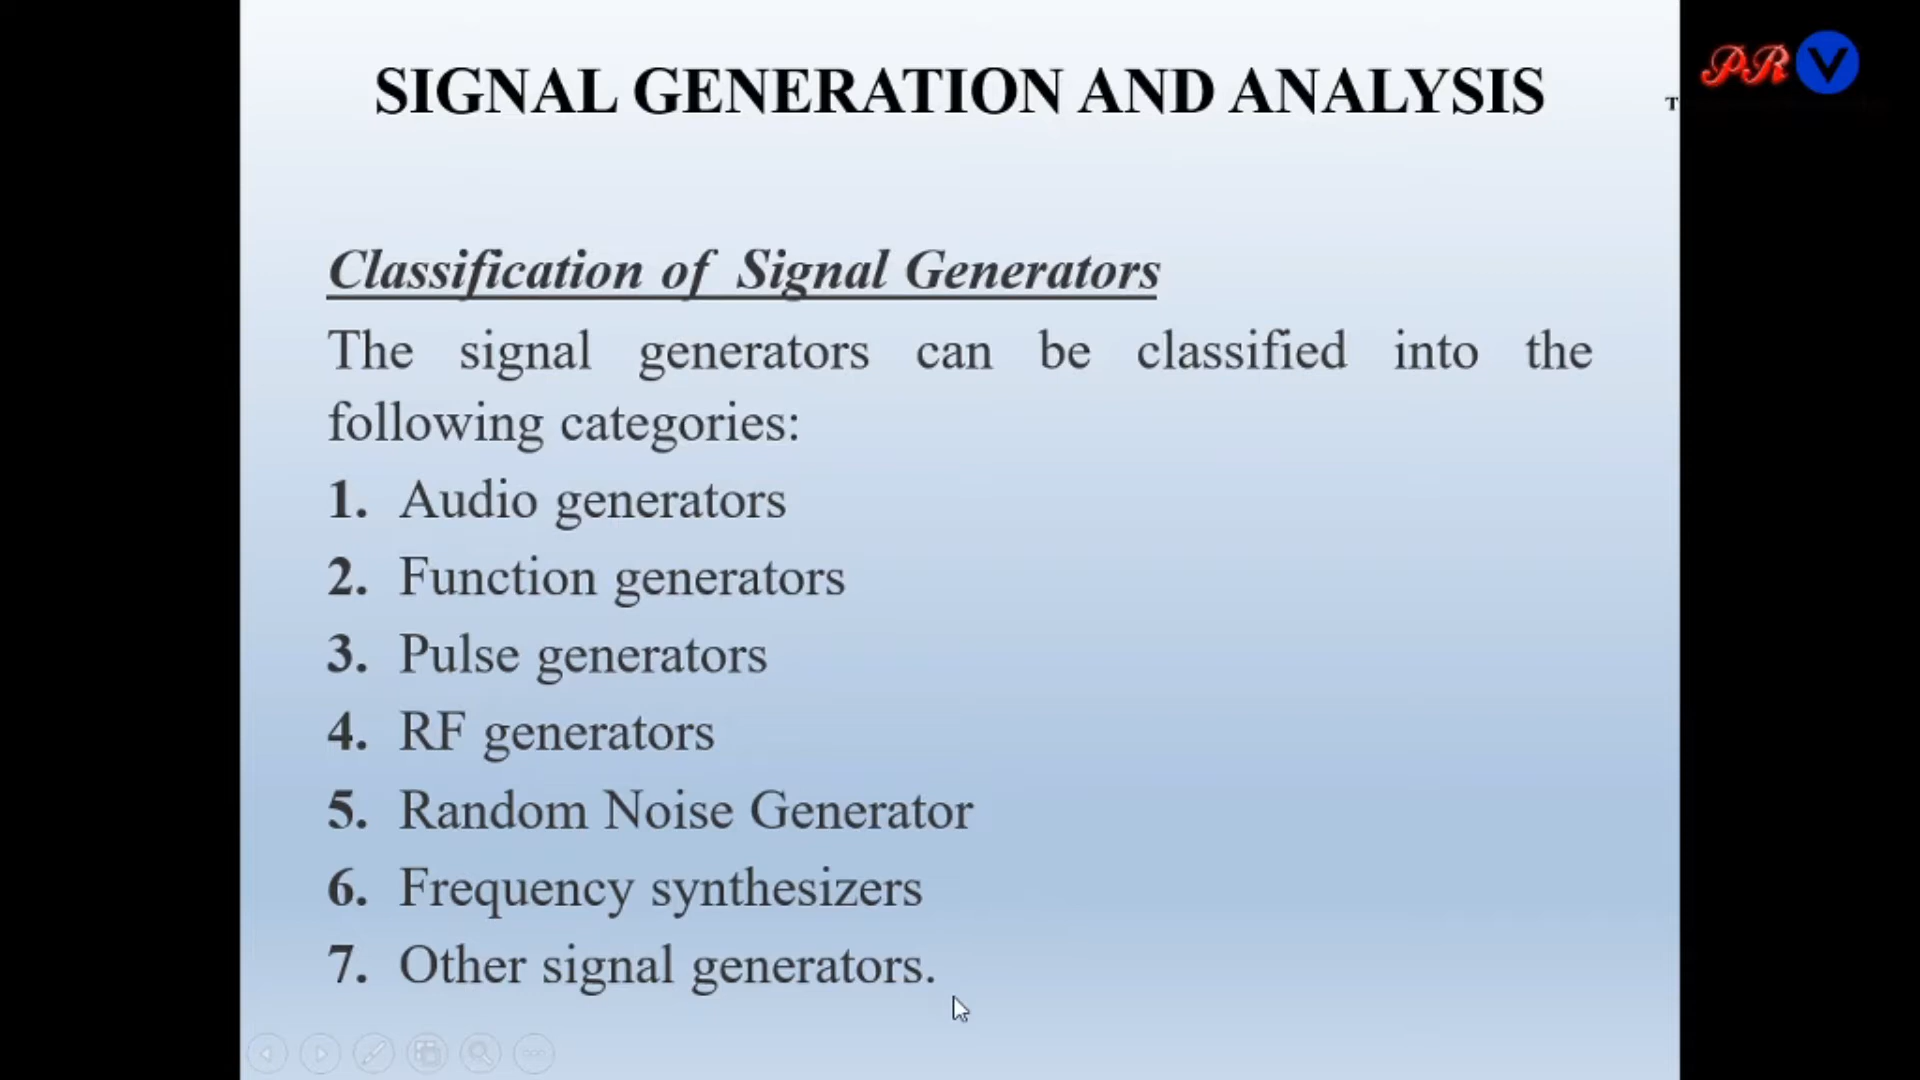 SIGNAL GENERATION AND ANALYSIS
PR V
T
Classification of Signal Generators
The signal generators can be classified into the
following categories:
1. Audio generators
2. Function generators
3. Pulse generators
4. RF generators
5. Random Noise Generator
6. Frequency synthesizers
7. Other signal generators.